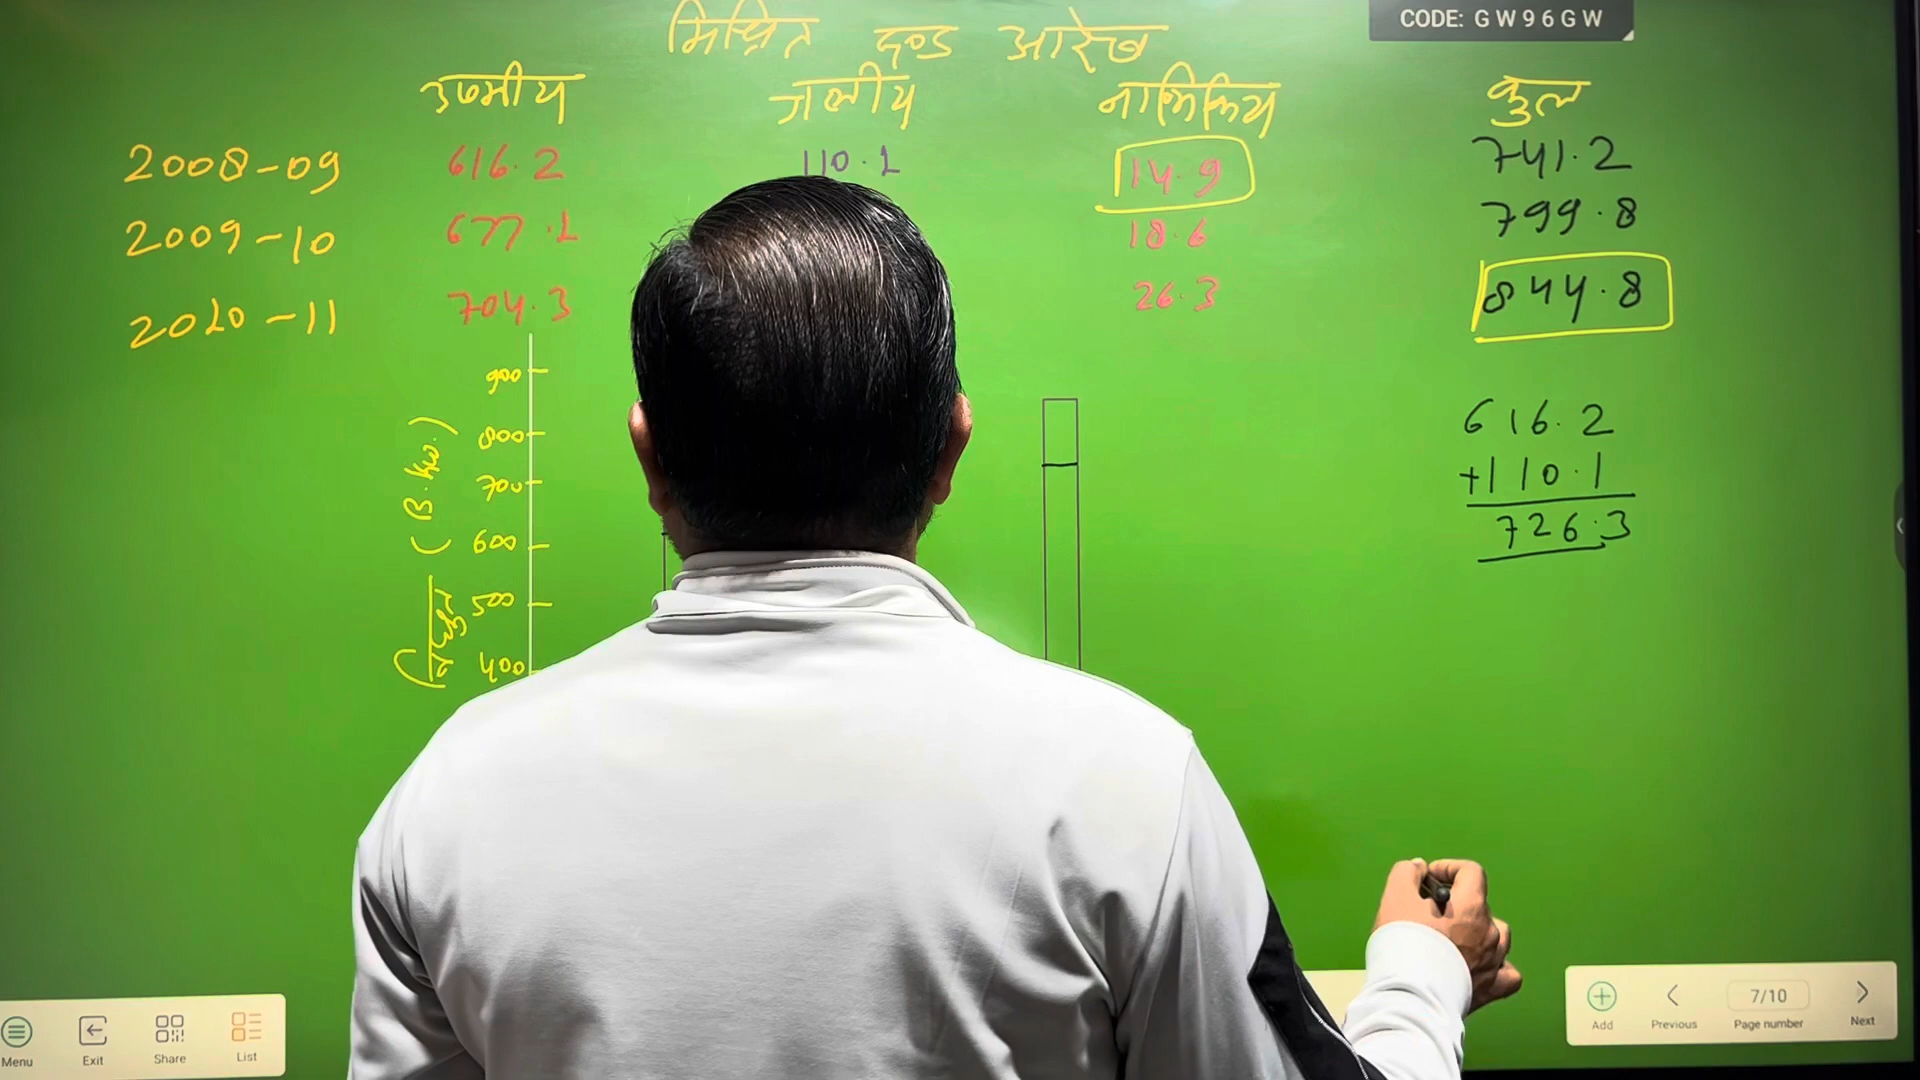 CODE: GW96GW
मिश्रित दण्ड आरेख
उष्मीय जलीय नाभिकिय कुल
2008-09 616.2 110.1 14.9 741.2
2009-10 677.1 18.6 799.8
2010-11 704.3 26.3 844.8
900
800
700
600
500
400
विद्युत (B.kw.)
616.2
+110.1
726.3
Menu Exit Share List
Add Previous 7/10 Page number Next